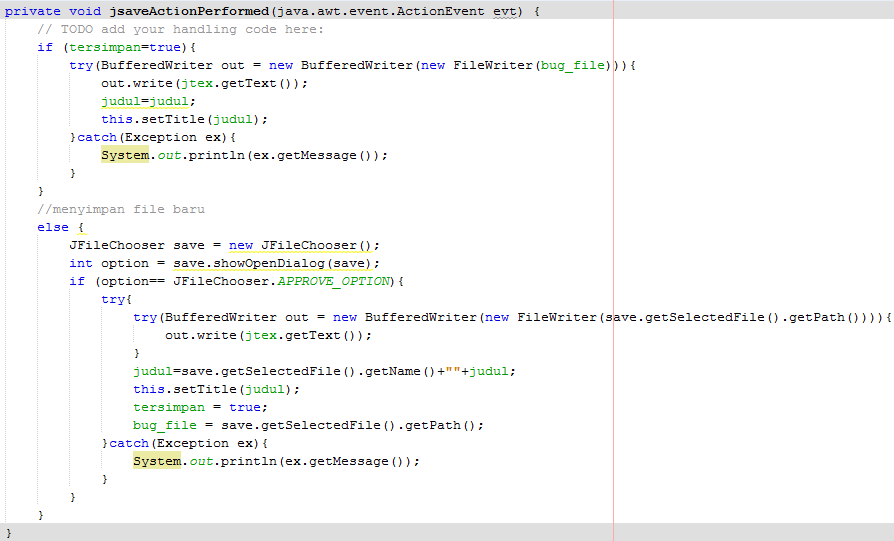 private void jsaveActionPerformed(java.awt.event.ActionEvent evt) {
// TODO add your handling code here:
if (tersimpan=true){
try(BufferedWriter out = new BufferedWriter(new FileWriter(bug_file))){
out.write(jtex.getText());
judul=judul;
this.setTitle(judul);
}catch(Exception ex){
System.out.println(ex.getMessage());
}
}
//menyimpan file baru
else {
JFileChooser save = new JFileChooser();
int option = save.showOpenDialog(save);
if (option== JFileChooser.APPROVE_OPTION){
try{
try(BufferedWriter out = new BufferedWriter(new FileWriter(save.getSelectedFile().getPath()))){
out.write(jtex.getText());
}
judul=save.getSelectedFile().getName()+""+judul;
this.setTitle(judul);
tersimpan = true;
bug_file = save.getSelectedFile().getPath();
}catch(Exception ex){
System.out.println(ex.getMessage());
}
}
}
}